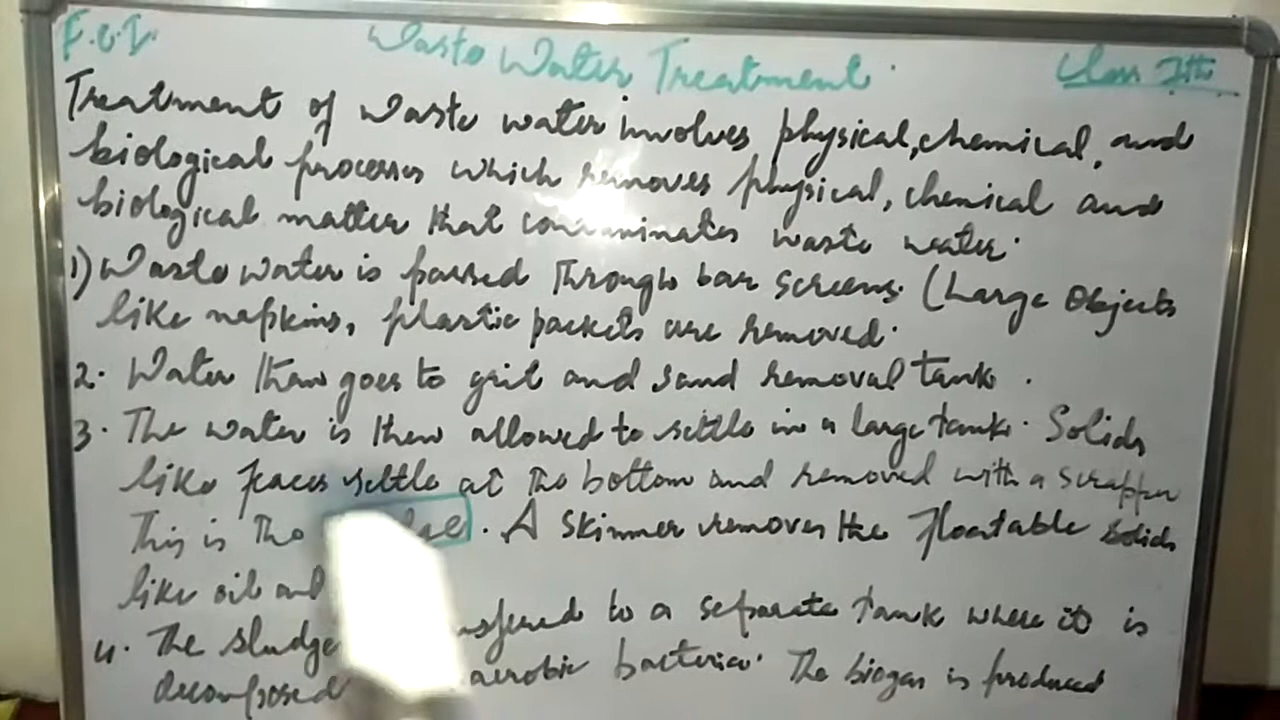 F.C.I. Waste Water Treatment. Class 7th.
Treatment of waste water involves physical, chemical, and
biological processes which removes physical, chemical and
biological matter that contaminates waste water.
1) Waste water is passed through bar screens. (Large Objects
like napkins, plastic packets are removed.
2. Water then goes to grit and sand removal tank.
3. The water is then allowed to settle in a large tank. Solids
like feaces settle at the bottom and removed with a scrapper
This is the . A skimmer removes the floatable solids
like oil and
4. The sludge to a separate tank where it is
decomposed aerobic bacteria. The biogas is produced